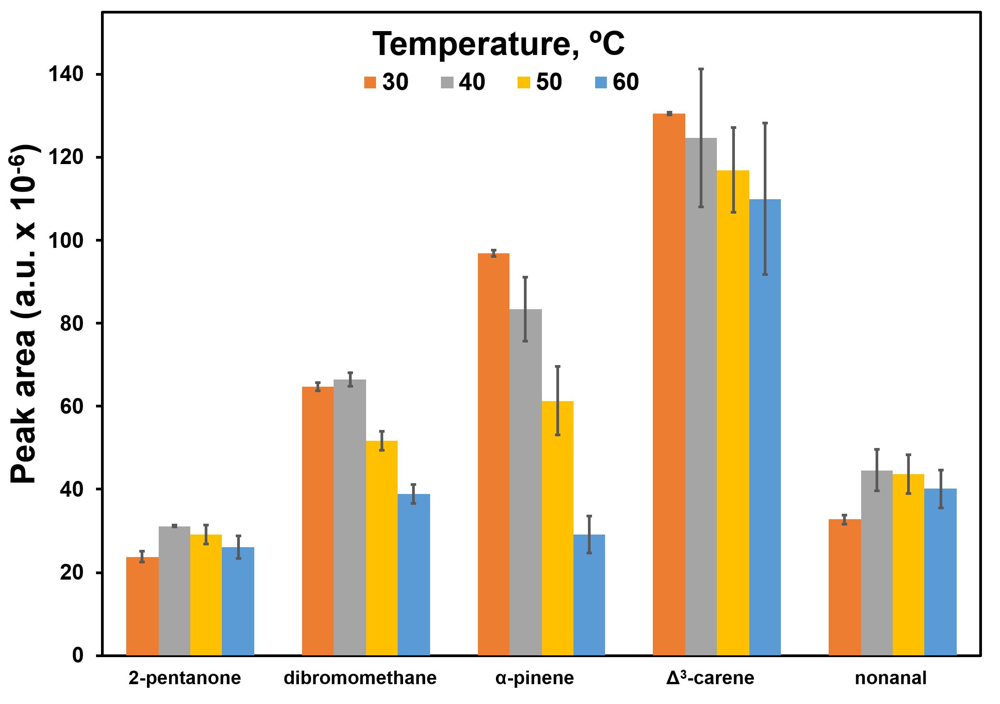 Temperature, ºC
30 40 50 60
Peak area (a.u. x 10⁻⁶)
140
120
100
80
60
40
20
0
2-pentanone dibromomethane α-pinene Δ³-carene nonanal